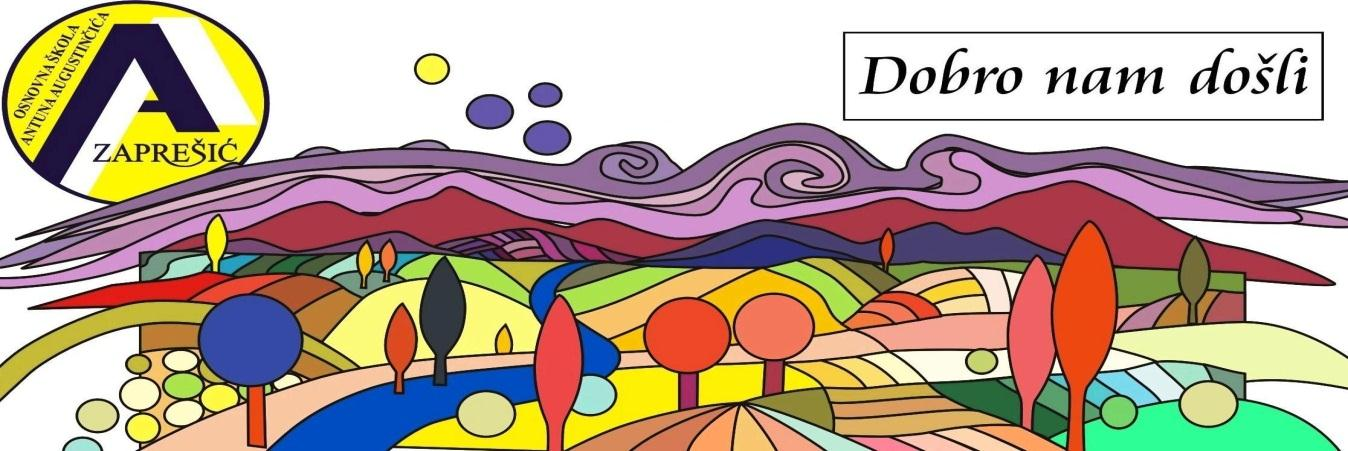 OSNOVNA ŠKOLA
ANTUNA AUGUSTINČIĆA
ZAPREŠIĆ
Dobro nam došli